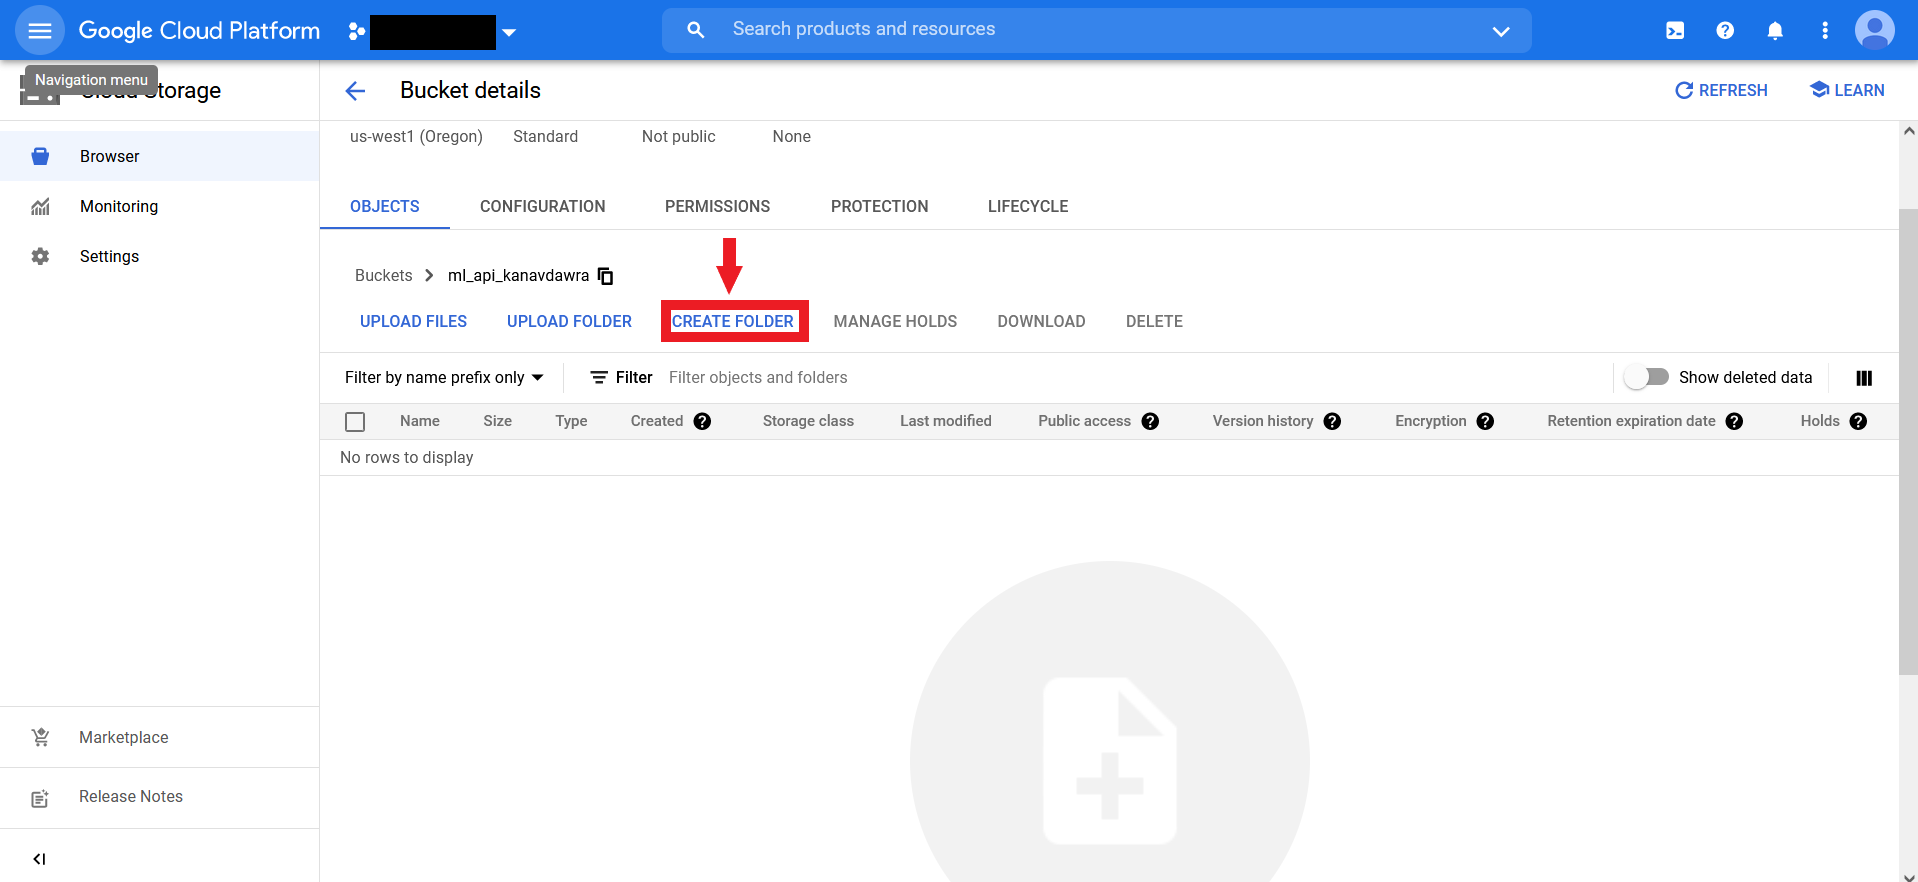 Google Cloud Platform
Search products and resources
Navigation menu
Cloud Storage
Bucket details
REFRESH
LEARN
us-west1 (Oregon) Standard Not public None
Browser
Monitoring
Settings
OBJECTS CONFIGURATION PERMISSIONS PROTECTION LIFECYCLE
Buckets ml_api_kanavdawra
UPLOAD FILES UPLOAD FOLDER CREATE FOLDER MANAGE HOLDS DOWNLOAD DELETE
Filter by name prefix only Filter Filter objects and folders Show deleted data
Name Size Type Created Storage class Last modified Public access Version history Encryption Retention expiration date Holds
No rows to display
Marketplace
Release Notes